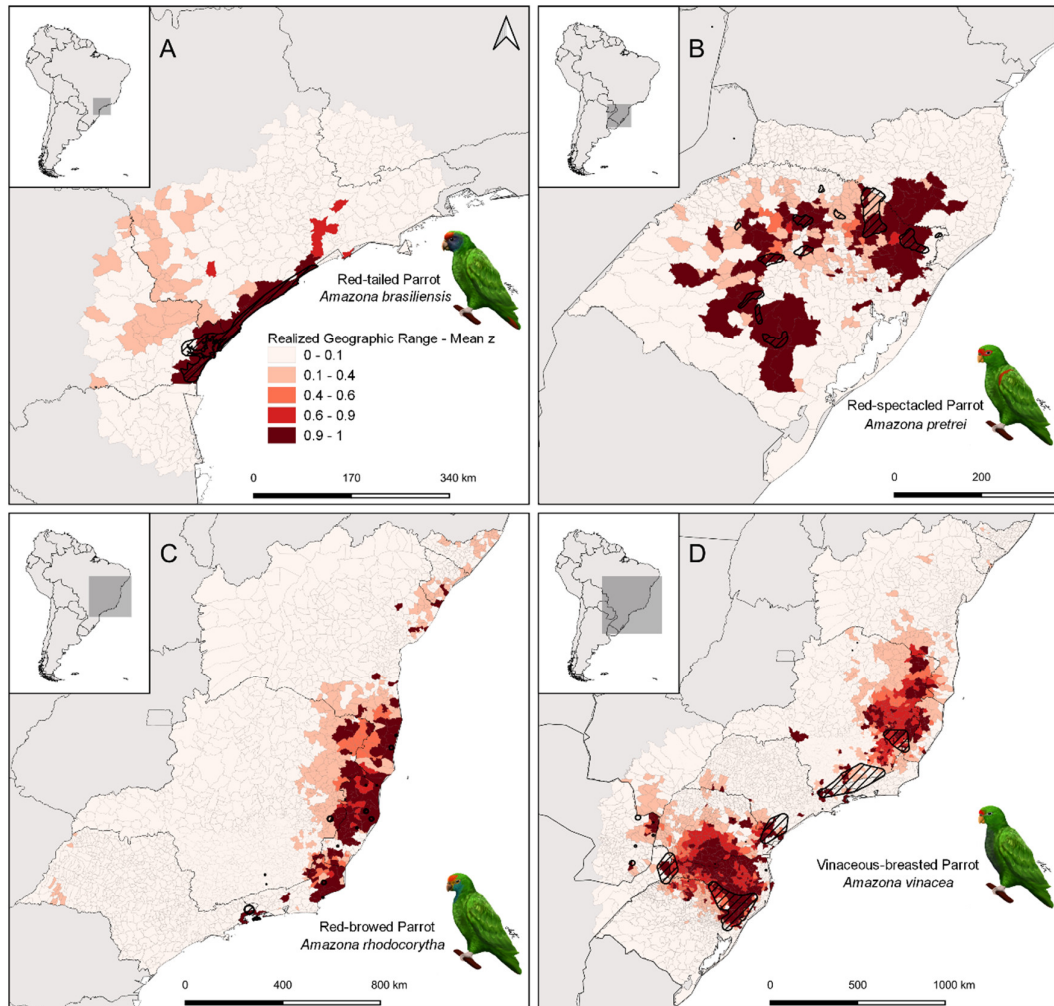 A
Red-tailed Parrot
Amazona brasiliensis
Realized Geographic Range - Mean z
0 - 0.1
0.1 - 0.4
0.4 - 0.6
0.6 - 0.9
0.9 - 1
0 170 340 km
B
Red-spectacled Parrot
Amazona pretrei
0 200
C
Red-browed Parrot
Amazona rhodocorytha
0 400 800 km
D
Vinaceous-breasted Parrot
Amazona vinacea
0 500 1000 km